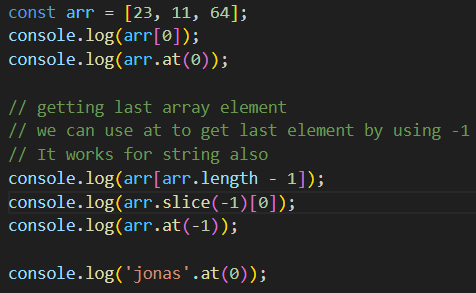 const arr = [23, 11, 64];
console.log(arr[0]);
console.log(arr.at(0));
// getting last array element
// we can use at to get last element by using -1
// It works for string also
console.log(arr[arr.length - 1]);
console.log(arr.slice(-1)[0]);
console.log(arr.at(-1));
console.log('jonas'.at(0));